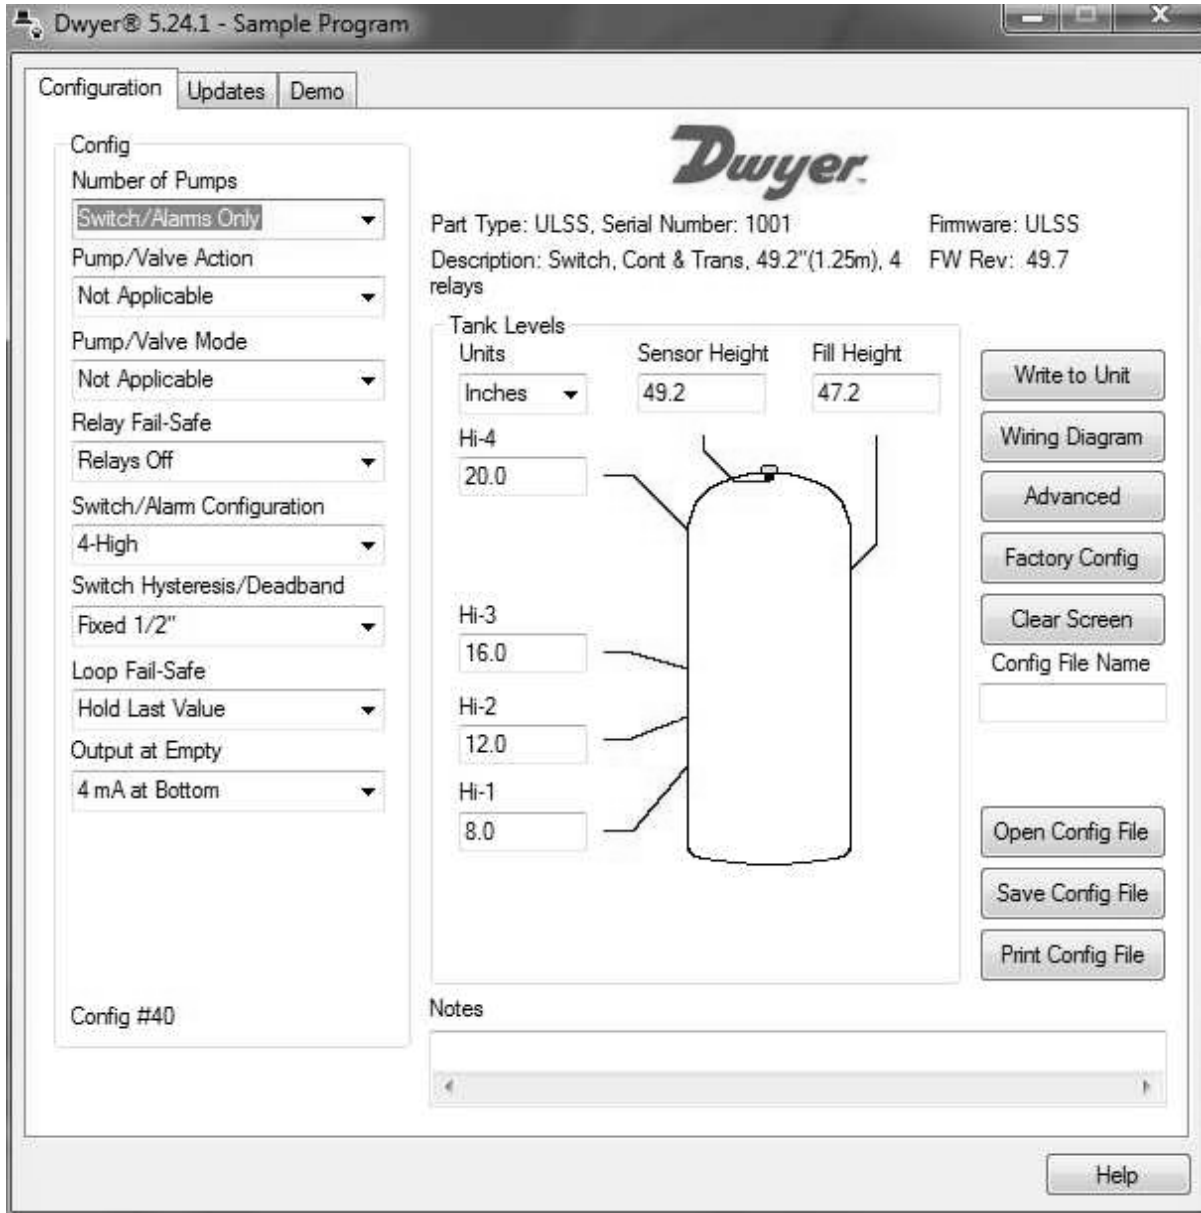 Dwyer® 5.24.1 - Sample Program
Configuration
Updates
Demo
Config
Number of Pumps
Switch/Alarms Only
Pump/Valve Action
Not Applicable
Pump/Valve Mode
Not Applicable
Relay Fail-Safe
Relays Off
Switch/Alarm Configuration
4-High
Switch Hysteresis/Deadband
Fixed 1/2"
Loop Fail-Safe
Hold Last Value
Output at Empty
4 mA at Bottom
Config #40
Dwyer
Part Type: ULSS, Serial Number: 1001
Firmware: ULSS
Description: Switch, Cont & Trans, 49.2"(1.25m), 4
relays
FW Rev: 49.7
Tank Levels
Units
Inches
Sensor Height
49.2
Fill Height
47.2
Hi-4
20.0
Hi-3
16.0
Hi-2
12.0
Hi-1
8.0
Write to Unit
Wiring Diagram
Advanced
Factory Config
Clear Screen
Config File Name
Open Config File
Save Config File
Print Config File
Notes
Help